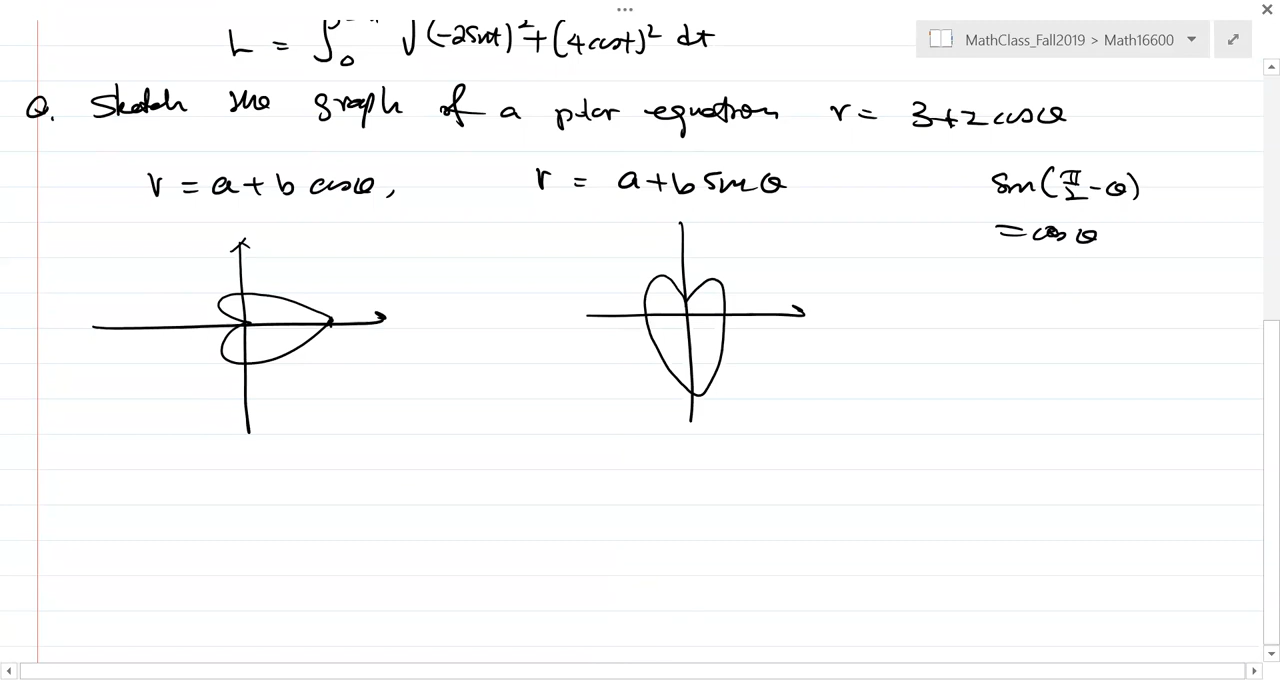 L = ∫₀ √(-2sint)²+(4cost)² dt
MathClass_Fall2019 > Math16600
Q. Sketch the graph of a polar equation r = 3+2cosθ
r = a+b cosθ, r = a+b sinθ sin(π/2-θ)
= cosθ